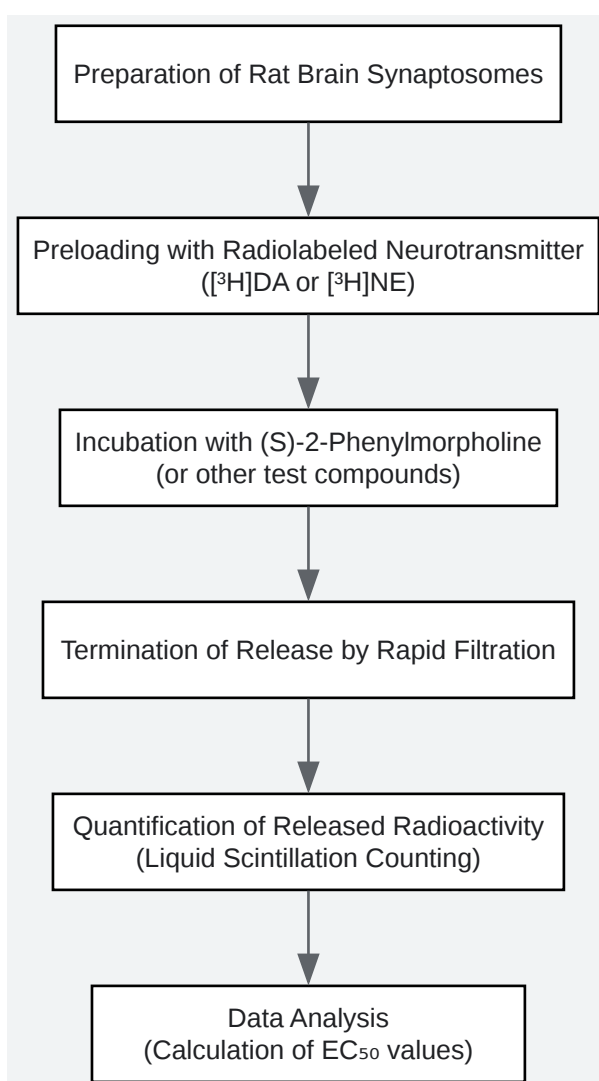 Preparation of Rat Brain Synaptosomes
Preloading with Radiolabeled Neurotransmitter
([³H]DA or [³H]NE)
Incubation with (S)-2-Phenylmorpholine
(or other test compounds)
Termination of Release by Rapid Filtration
Quantification of Released Radioactivity
(Liquid Scintillation Counting)
Data Analysis
(Calculation of EC₅₀ values)